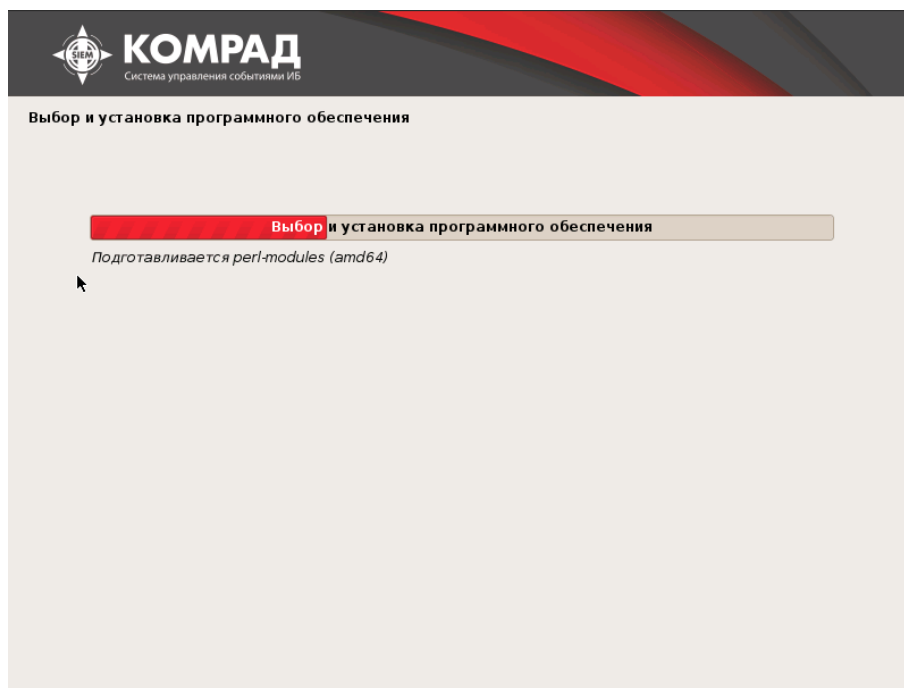 SIEM
КОМРАД
Система управления событиями ИБ
Выбор и установка программного обеспечения
Выбор и установка программного обеспечения
Подготавливается perl-modules (amd64)